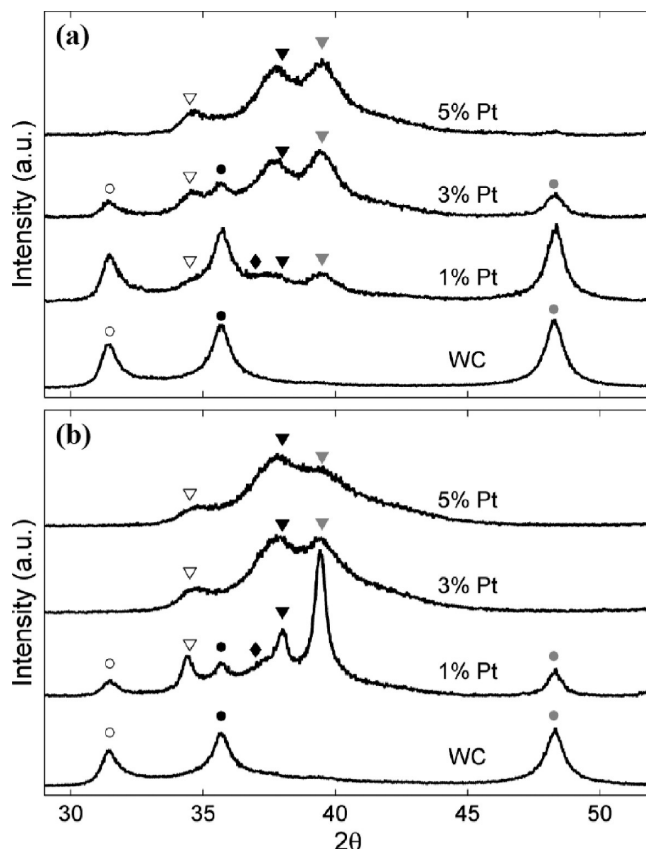 (a)
5% Pt
3% Pt
1% Pt
WC
Intensity (a.u.)
(b)
5% Pt
3% Pt
1% Pt
WC
Intensity (a.u.)
30 35 40 45 50
2θ